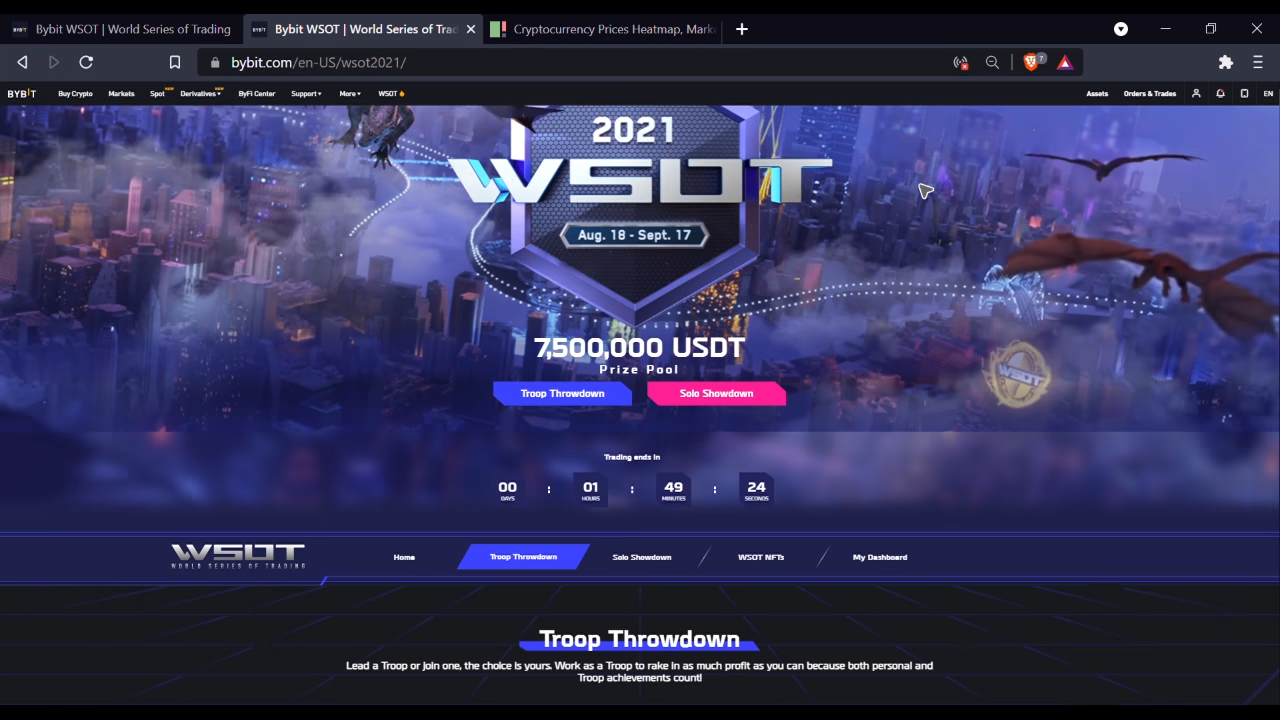 Bybit WSOT | World Series of Trading
Bybit WSOT | World Series of Trad
Cryptocurrency Prices Heatmap, Mark
bybit.com/en-US/wsot2021/
7
BYBIT
Buy Crypto
Markets
Spot
NEW
Derivatives
NEW
ByFi Center
Support
More
WSOT
Assets
Orders & Trades
EN
2021
WSOT
Aug. 18 - Sept. 17
WSOT
7,500,000 USDT
Prize Pool
Troop Throwdown
Solo Showdown
Trading ends in
00 : 01 : 49 : 24
DAYS HOURS MINUTES SECONDS
WSOT
WORLD SERIES OF TRADING
Home
Troop Throwdown
Solo Showdown
WSOT NFTs
My Dashboard
Troop Throwdown
Lead a Troop or join one, the choice is yours. Work as a Troop to rake in as much profit as you can because both personal and
Troop achievements count!